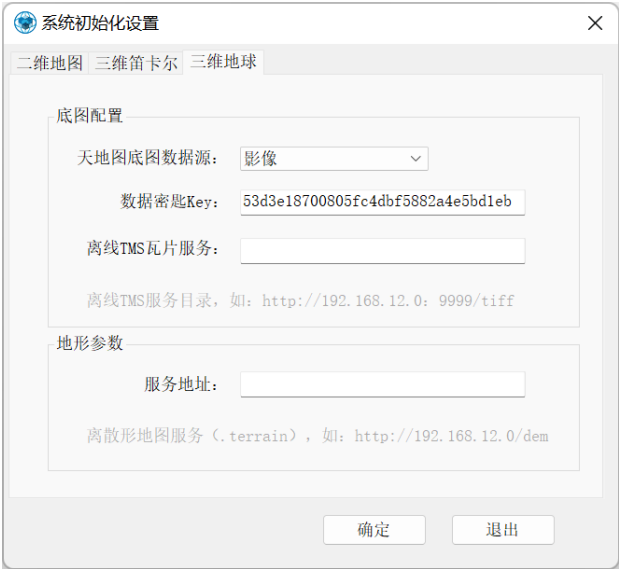 系统初始化设置
二维地图 三维笛卡尔 三维地球
底图配置
天地图底图数据源： 影像
数据密匙Key： 53d3e18700805fc4dbf5882a4e5bd1eb
离线TMS瓦片服务：
离线TMS服务目录，如：http://192.168.12.0：9999/tiff
地形参数
服务地址：
离散形地图服务（.terrain），如：http://192.168.12.0/dem
确定 退出